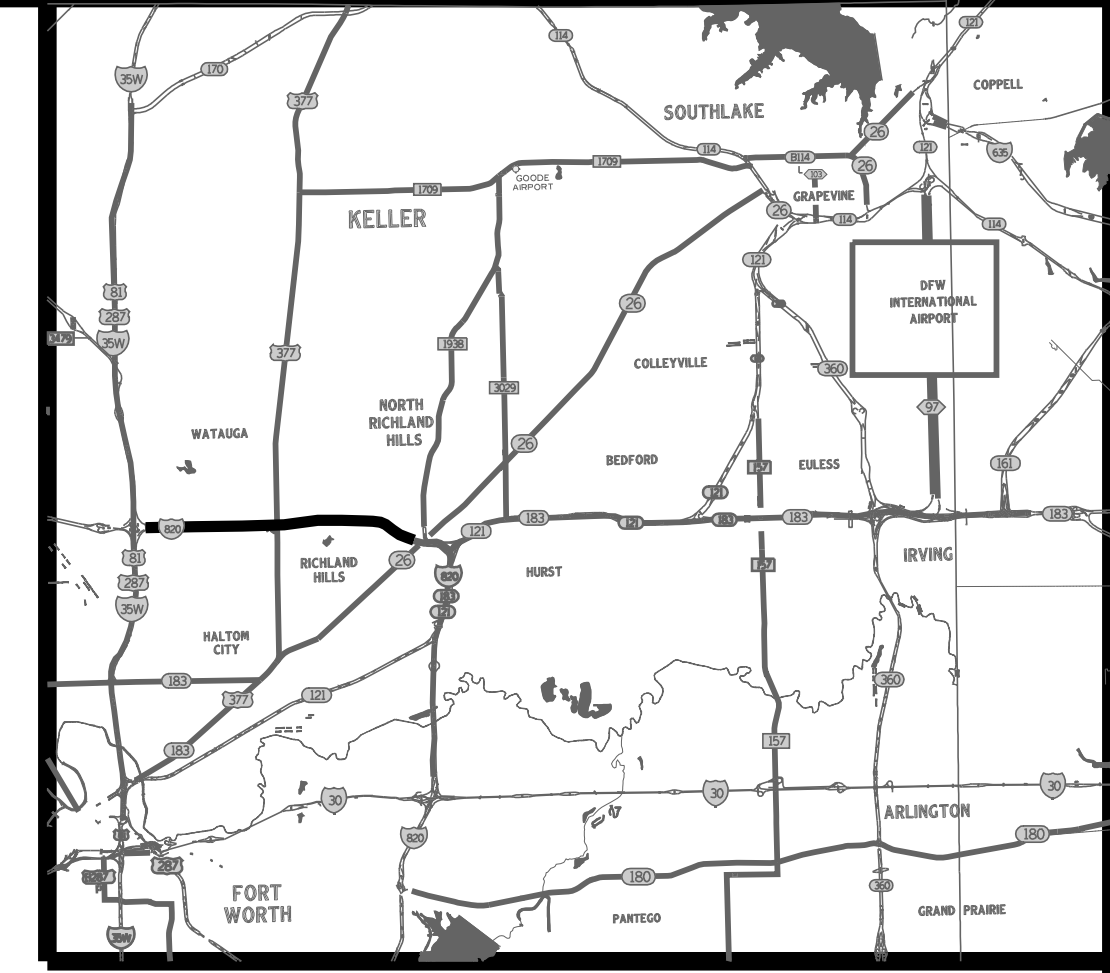 121
114
35W
170
COPPELL
377
SOUTHLAKE
26
114
121
635
B114
1709
26
103
GOODE
AIRPORT
1709
GRAPEVINE
KELLER
26
114
114
121
DFW
INTERNATIONAL
AIRPORT
81
287
26
35W
1938
377
COLLEYVILLE
360
3029
NORTH
RICHLAND
HILLS
97
WATAUGA
26
BEDFORD
EULESS
157
161
121
820
121
183
121
183
183
183
IRVING
81
26
RICHLAND
HILLS
HURST
157
287
820
183
121
35W
HALTOM
CITY
183
377
121
360
183
157
30
30
30
ARLINGTON
820
180
287
180
360
FORT
WORTH
PANTEGO
GRAND PRAIRIE
35W